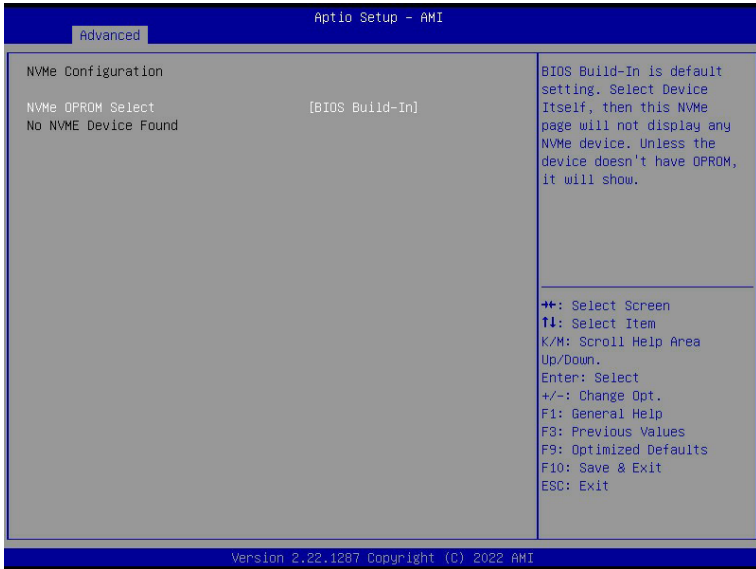 Aptio Setup – AMI
Advanced
NVMe Configuration
NVMe OPROM Select [BIOS Build-In]
No NVME Device Found
BIOS Build-In is default
setting. Select Device
Itself, then this NVMe
page will not display any
NVMe device. Unless the
device doesn't have OPROM,
it will show.
→←: Select Screen
↑↓: Select Item
K/M: Scroll Help Area
Up/Down.
Enter: Select
+/-: Change Opt.
F1: General Help
F3: Previous Values
F9: Optimized Defaults
F10: Save & Exit
ESC: Exit
Version 2.22.1287 Copyright (C) 2022 AMI